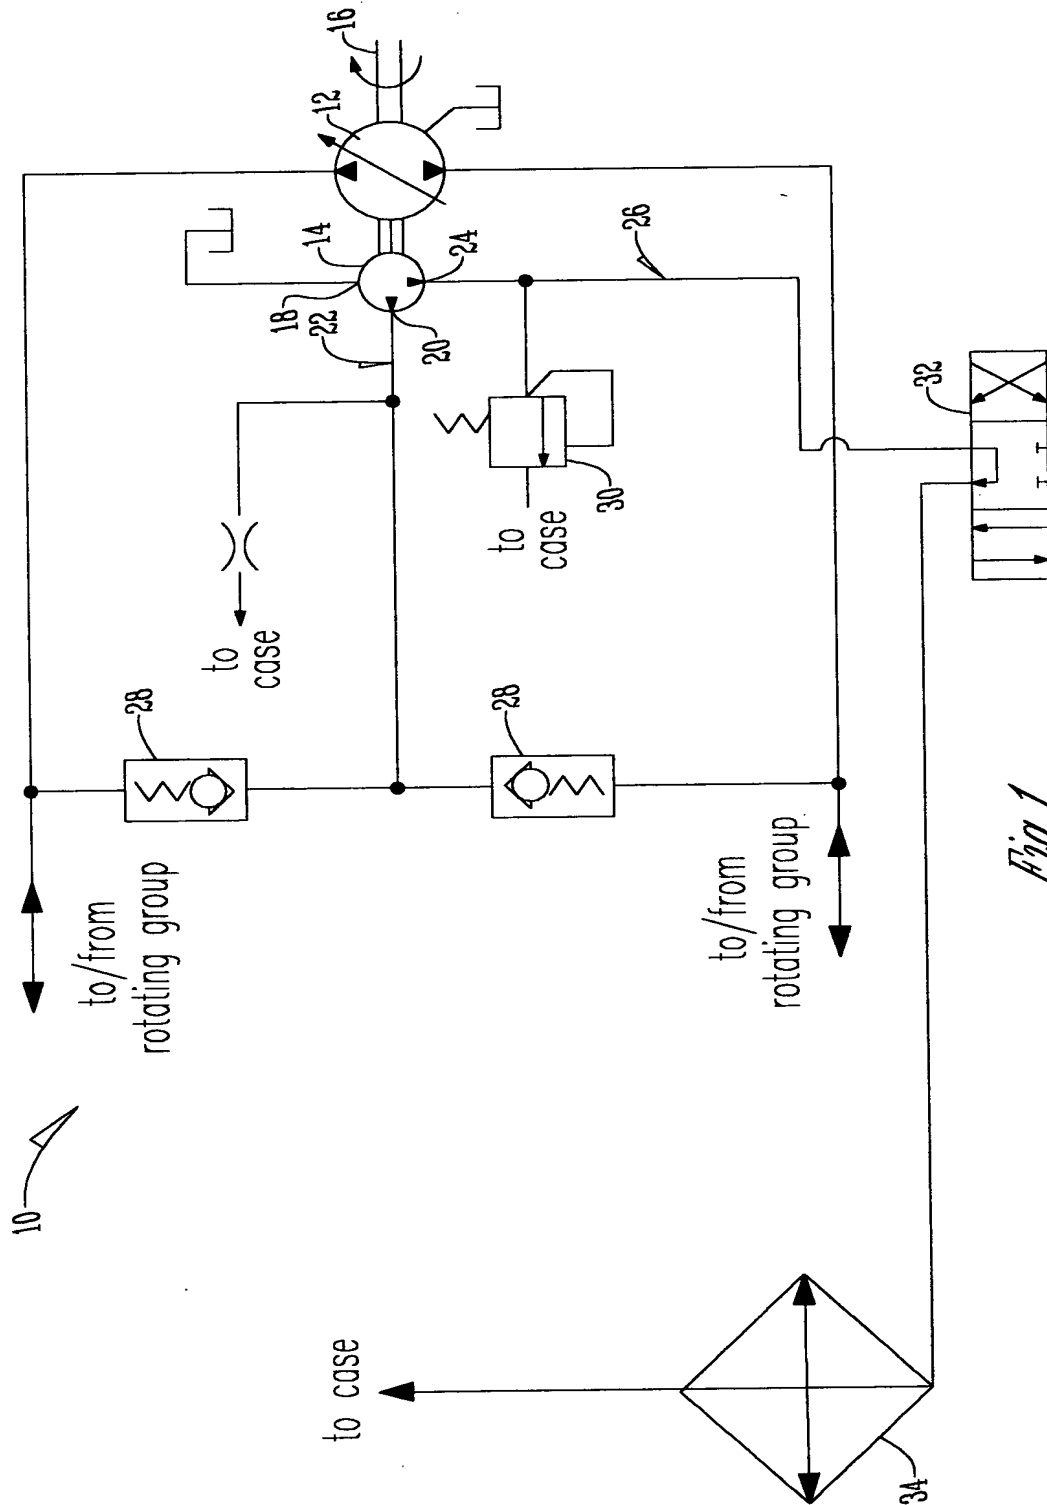 10
to/from
rotating group
28
to
case
18
22
14
12
16
20
24
to
case
30
26
28
to/from
rotating group
32
to case
34
Fig. 1